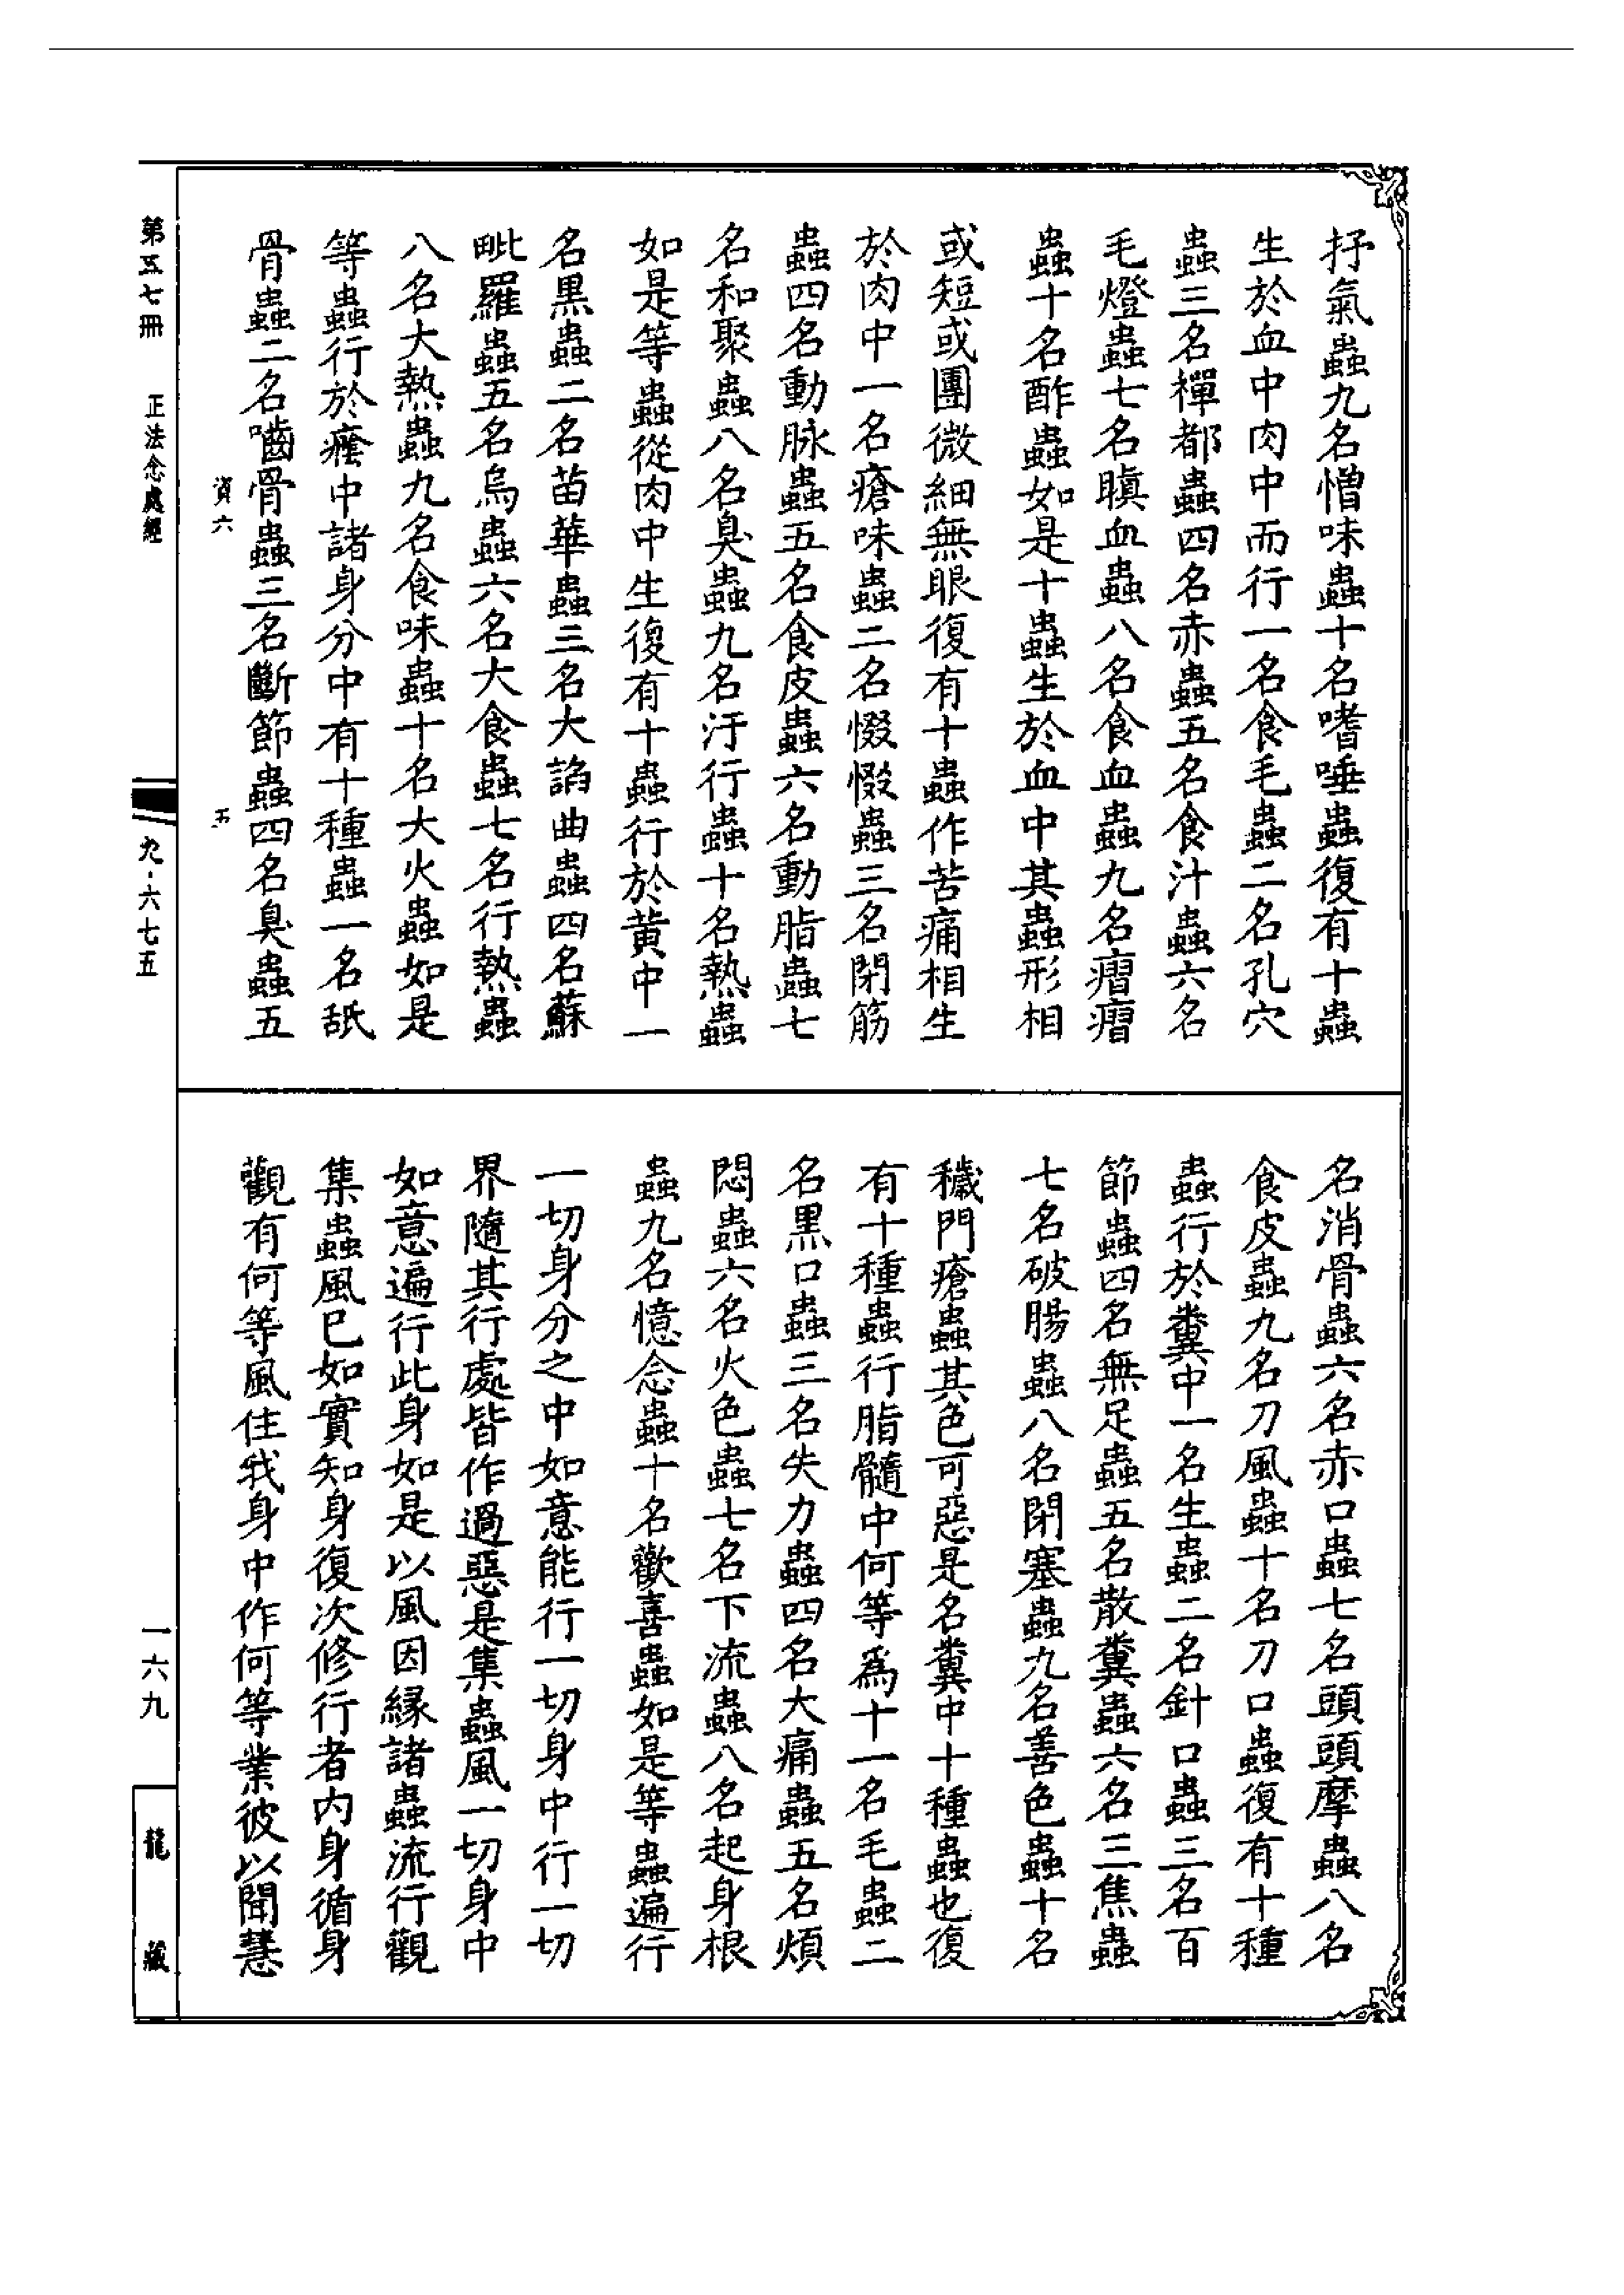 抒氣蟲九名憎味蟲十名嗜唾蟲復有十蟲
生於血中肉中而行一名食毛蟲二名孔穴
蟲三名禪都蟲四名赤蟲五名食汁蟲六名
毛燈蟲七名瞋血蟲八名食血蟲九名瘤瘤
蟲十名酢蟲如是十蟲生於血中其蟲形相
或短或團微細無眼復有十蟲作苦痛相生
於肉中一名瘡味蟲二名惙惙蟲三名閉筋
蟲四名動脉蟲五名食皮蟲六名動脂蟲七
名和聚蟲八名臭蟲九名汙行蟲十名熱蟲
如是等蟲從肉中生復有十蟲行於黃中一
名黑蟲二名苗華蟲三名大諂曲蟲四名蘇
毗羅蟲五名烏蟲六名大食蟲七名行熱蟲
八名大熱蟲九名食味蟲十名大火蟲如是
等蟲行於癊中諸身分中有十種蟲一名舐
骨蟲二名嚙骨蟲三名斷節蟲四名臭蟲五
資六 五
名消骨蟲六名赤口蟲七名頭頭摩蟲八名
食皮蟲九名刀風蟲十名刀口蟲復有十種
蟲行於糞中一名生蟲二名針口蟲三名百
節蟲四名無足蟲五名散糞蟲六名三焦蟲
七名破腸蟲八名閉塞蟲九名善色蟲十名
穢門瘡蟲其色可惡是名糞中十種蟲也復
有十種蟲行脂髓中何等爲十一名毛蟲二
名黑口蟲三名失力蟲四名大痛蟲五名煩
悶蟲六名火色蟲七名下流蟲八名起身根
蟲九名憶念蟲十名歡喜蟲如是等蟲遍行
一切身分之中如意能行一切身中行一切
界隨其行處皆作過惡是集蟲風一切身中
如意遍行此身如是以風因緣諸蟲流行觀
集蟲風已如實知身復次修行者內身循身
觀有何等風住我身中作何等業彼以聞慧
第五七冊 正法念處經
九·六七五
一六九
龍藏